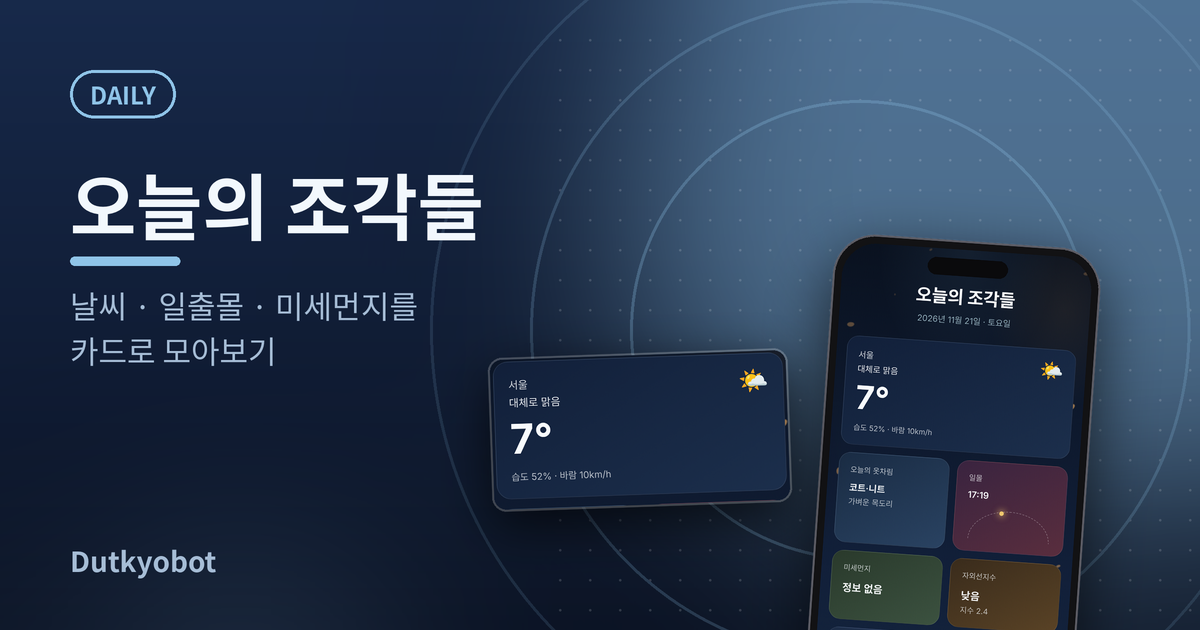 DAILY
오늘의 조각들
날씨 · 일출몰 · 미세먼지를
카드로 모아보기
Dutkyobot
서울
대체로 맑음
7°
습도 52% · 바람 10km/h
오늘의 조각들
2026년 11월 21일 · 토요일
서울
대체로 맑음
7°
습도 52% · 바람 10km/h
오늘의 옷차림
코트·니트
가벼운 목도리
일몰
17:19
미세먼지
정보 없음
자외선지수
낮음
지수 2.4